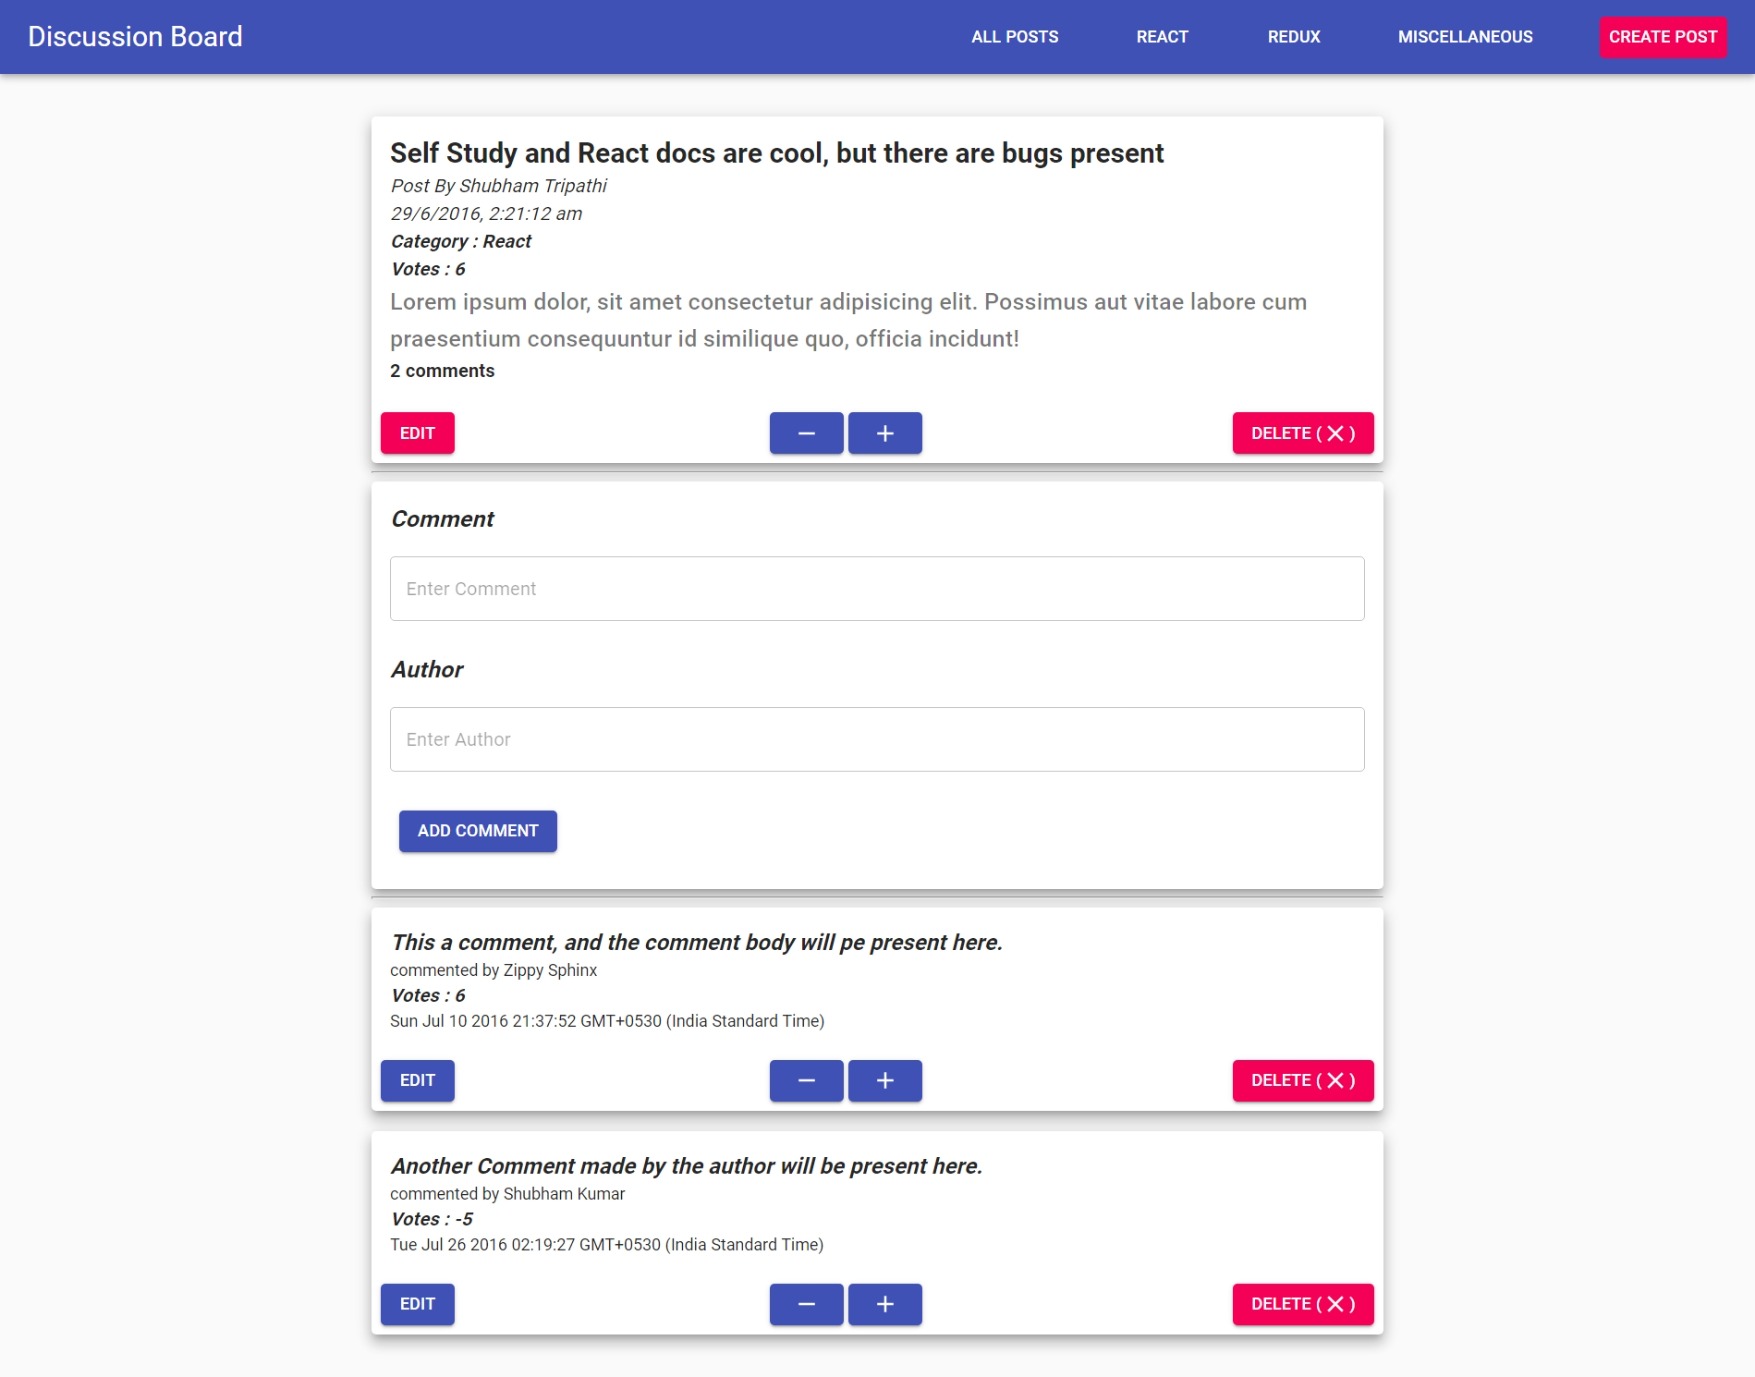 Discussion Board
ALL POSTS
REACT
REDUX
MISCELLANEOUS
CREATE POST
Self Study and React docs are cool, but there are bugs present
Post By Shubham Tripathi
29/6/2016, 2:21:12 am
Category : React
Votes : 6
Lorem ipsum dolor, sit amet consectetur adipisicing elit. Possimus aut vitae labore cum
praesentium consequuntur id similique quo, officia incidunt!
2 comments
EDIT
DELETE ( × )
Comment
Enter Comment
Author
Enter Author
ADD COMMENT
This a comment, and the comment body will pe present here.
commented by Zippy Sphinx
Votes : 6
Sun Jul 10 2016 21:37:52 GMT+0530 (India Standard Time)
EDIT
DELETE ( × )
Another Comment made by the author will be present here.
commented by Shubham Kumar
Votes : -5
Tue Jul 26 2016 02:19:27 GMT+0530 (India Standard Time)
EDIT
DELETE ( × )